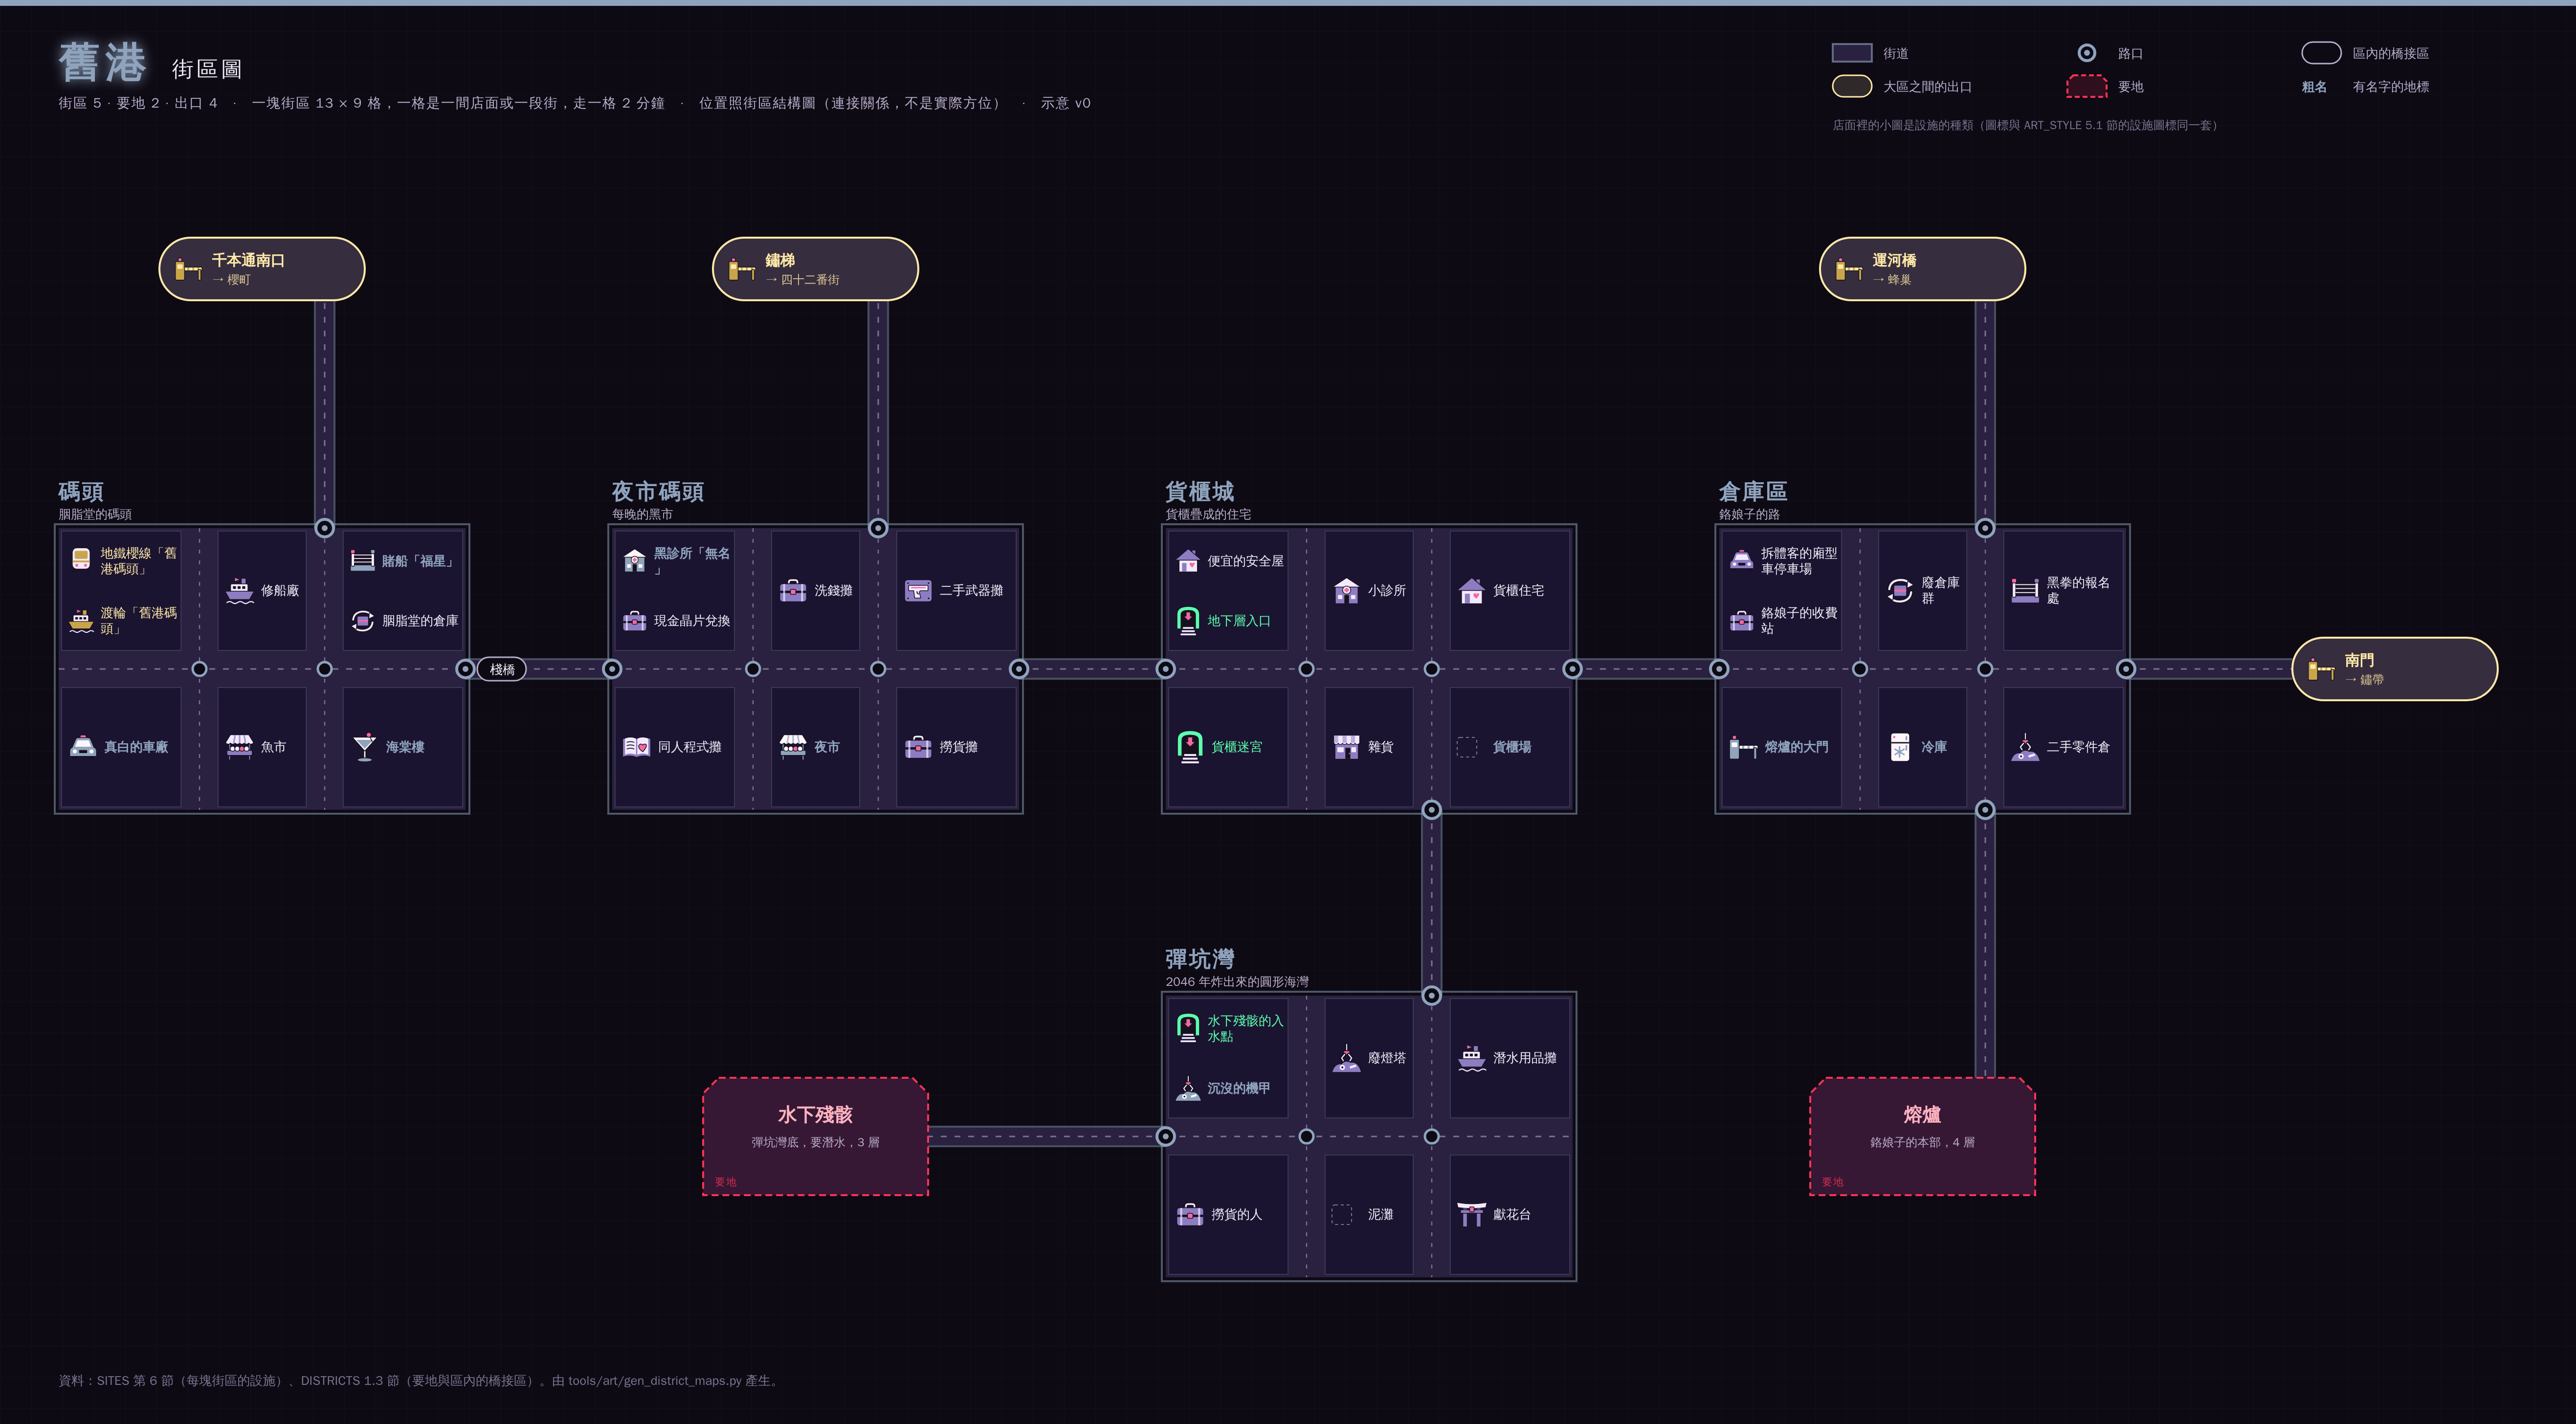 舊港 街區圖
街區 5 · 要地 2 · 出口 4 · 一塊街區 13 × 9 格，一格是一間店面或一段街，走一格 2 分鐘 · 位置照街區結構圖（連接關係，不是實際方位） · 示意 v0
街道
路口
區內的橋接區
大區之間的出口
要地
粗名 有名字的地標
店面裡的小圖是設施的種類（圖標與 ART_STYLE 5.1 節的設施圖標同一套）
千本通南口
→ 櫻町
鏽梯
→ 四十二番街
運河橋
→ 蜂巢
碼頭
胭脂堂的碼頭
地鐵櫻線「舊
港碼頭」
渡輪「舊港碼
頭」
修船廠
賭船「福星」
胭脂堂的倉庫
真白的車廠
魚市
海棠樓
棧橋
夜市碼頭
每晚的黑市
黑診所「無名
」
現金晶片兌換
洗錢攤
二手武器攤
同人程式攤
夜市
撈貨攤
貨櫃城
貨櫃疊成的住宅
便宜的安全屋
地下層入口
小診所
貨櫃住宅
貨櫃迷宮
雜貨
貨櫃場
倉庫區
鉻娘子的路
拆體客的廂型
車停車場
鉻娘子的收費
站
廢倉庫
群
黑拳的報名
處
熔爐的大門
冷庫
二手零件倉
南門
→ 鏽帶
彈坑灣
2046 年炸出來的圓形海灣
水下殘骸的入
水點
沉沒的機甲
廢燈塔
潛水用品攤
撈貨的人
泥灘
獻花台
水下殘骸
彈坑灣底，要潛水，3 層
要地
熔爐
鉻娘子的本部，4 層
要地
資料：SITES 第 6 節（每塊街區的設施）、DISTRICTS 1.3 節（要地與區內的橋接區）。由 tools/art/gen_district_maps.py 產生。